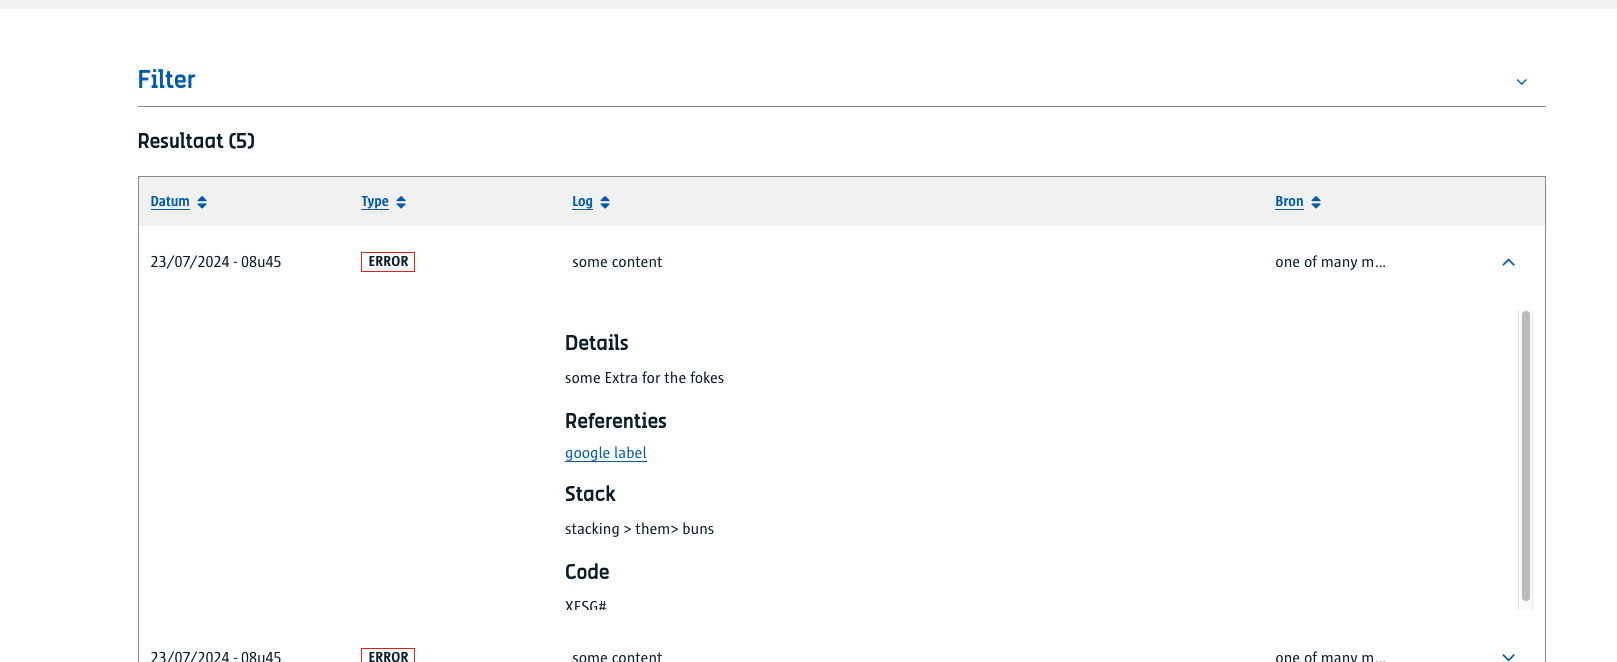 Filter
Resultaat (5)
Datum Type Log Bron
23/07/2024 - 08u45 ERROR some content one of many m...
Details
some Extra for the fokes
Referenties
google label
Stack
stacking > them> buns
Code
XFSG#
23/07/2024 - 08u45 ERROR some content one of many m...